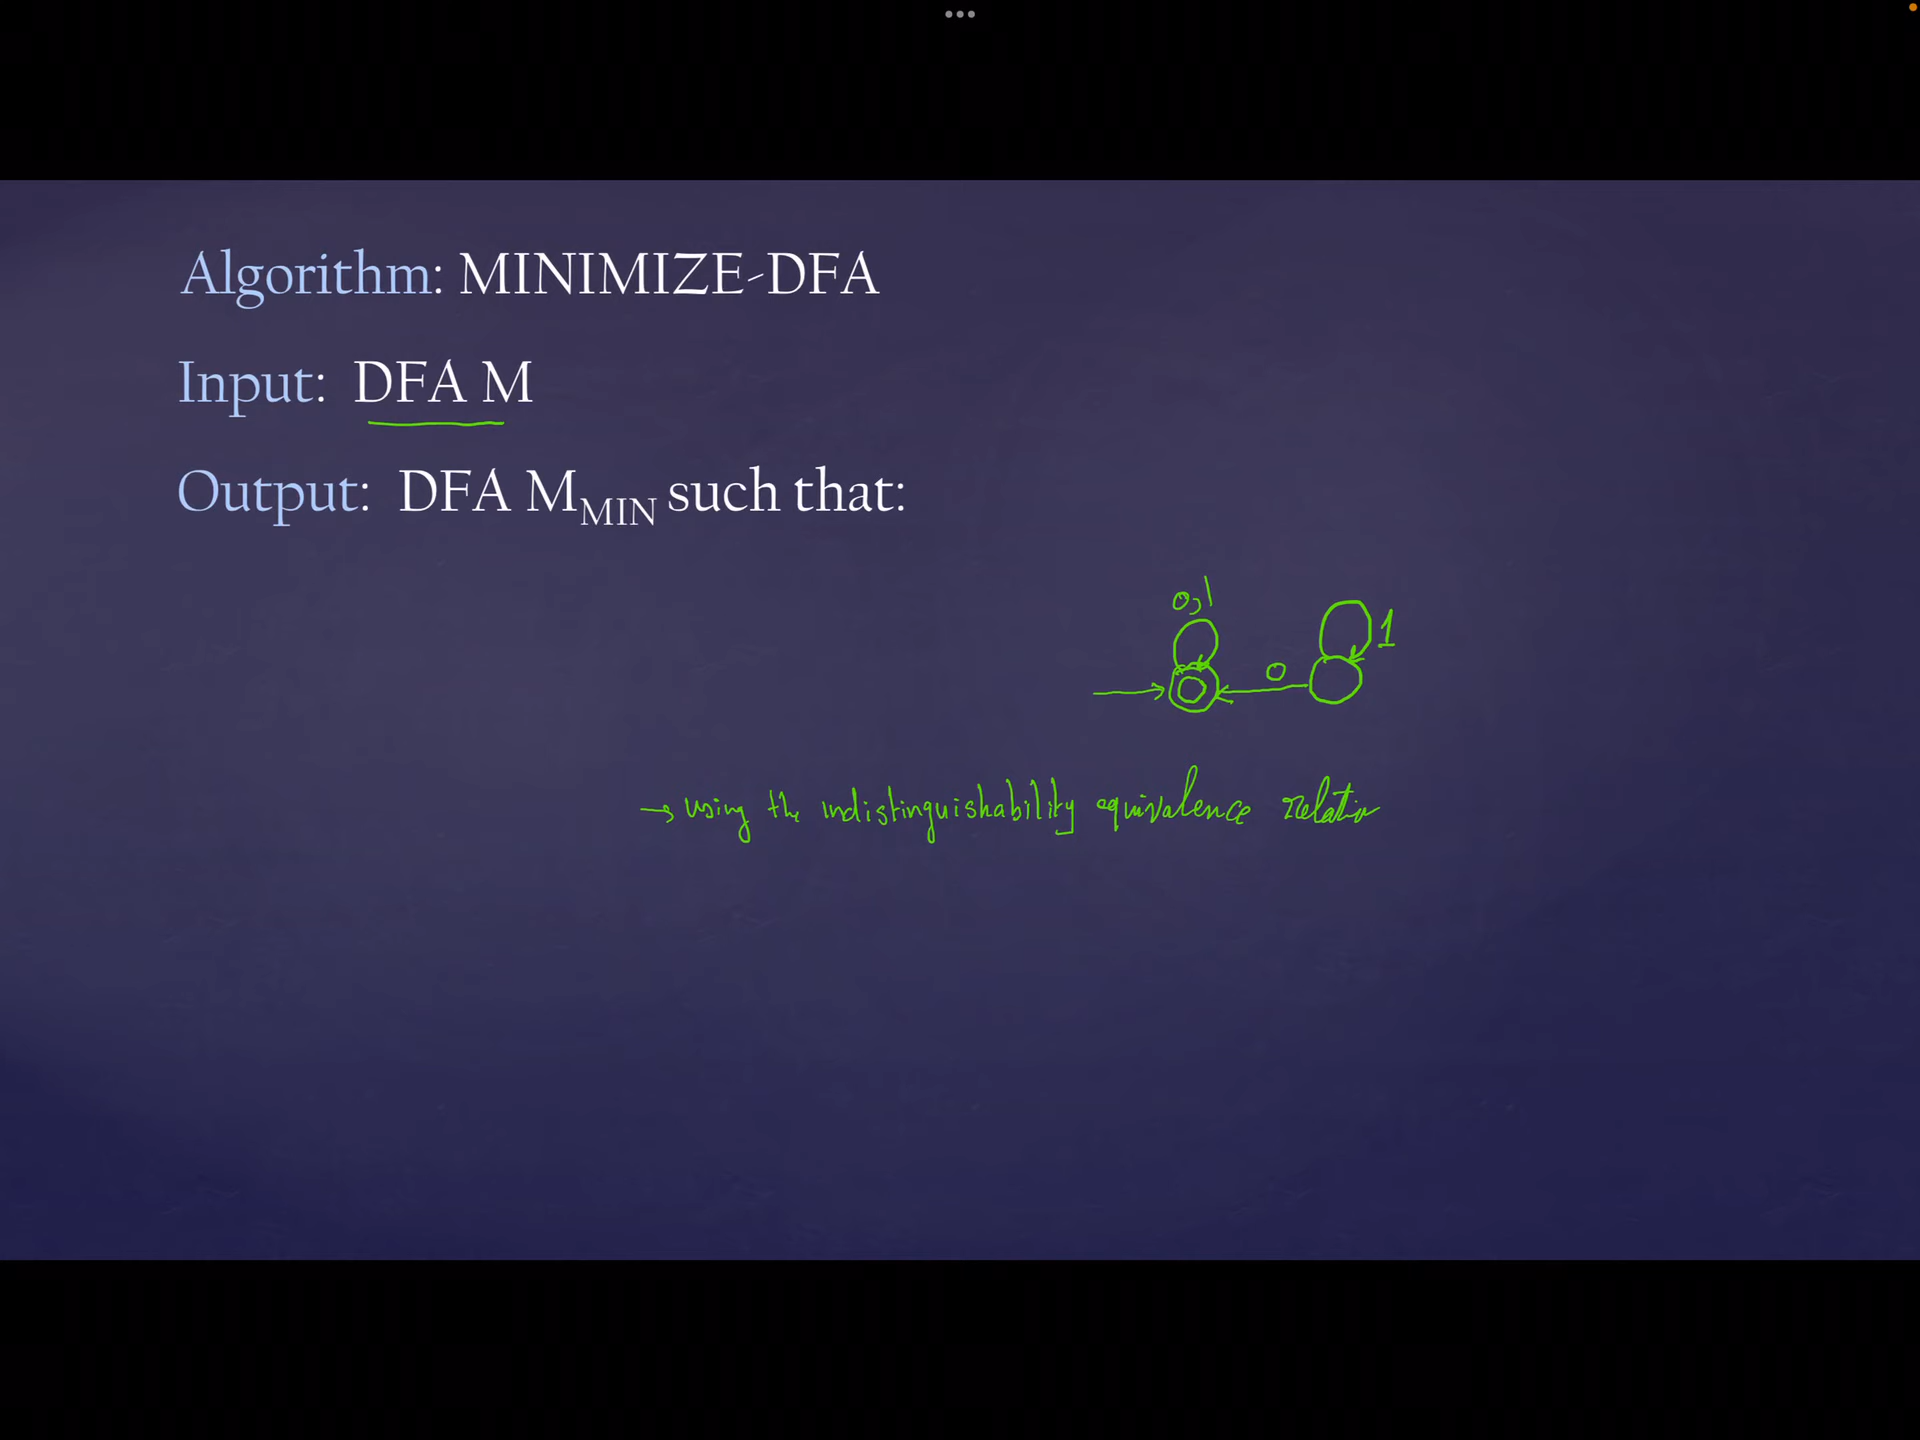 Algorithm: MINIMIZE-DFA
Input: DFA M
Output: DFA M_MIN such that:
0,1
1
0
→ using the indistinguishability equivalence relatio